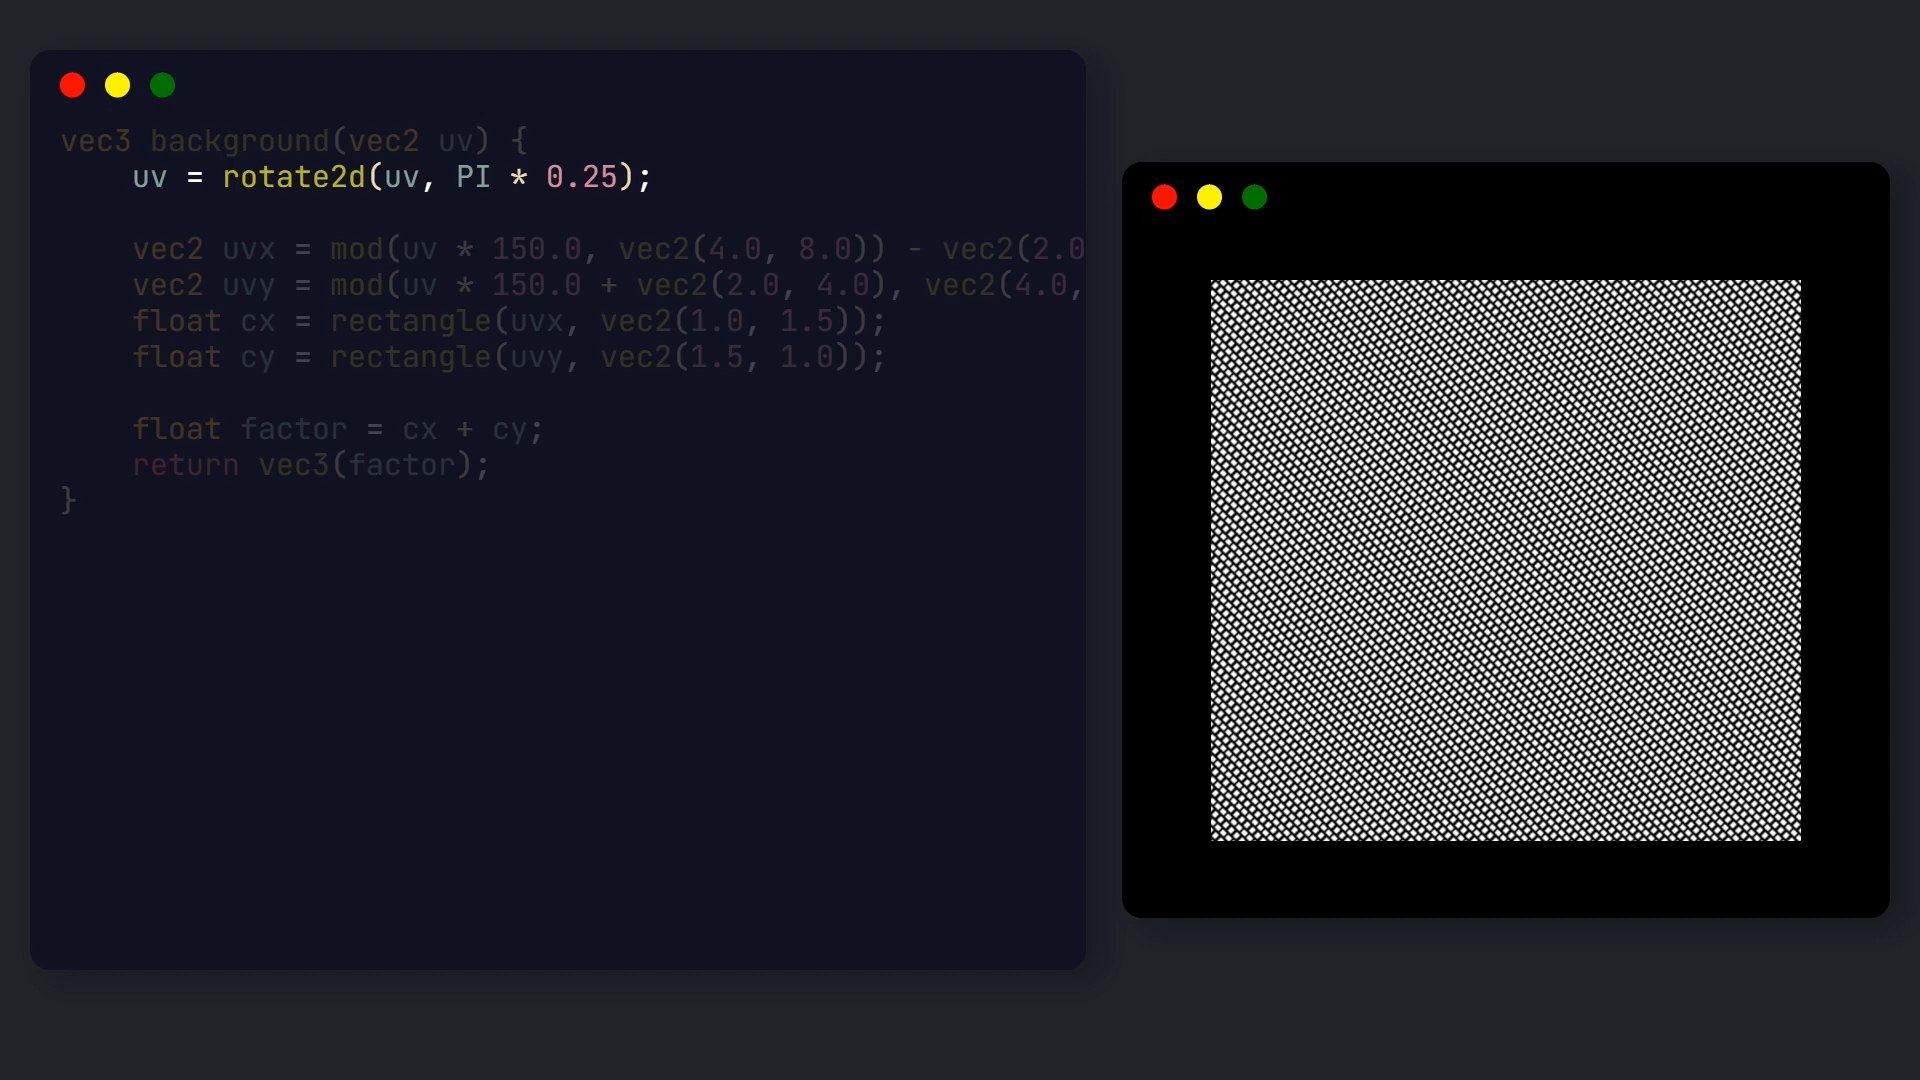 vec3 background(vec2 uv) {
    uv = rotate2d(uv, PI * 0.25);
    vec2 uvx = mod(uv * 150.0, vec2(4.0, 8.0)) - vec2(2.0
    vec2 uvy = mod(uv * 150.0 + vec2(2.0, 4.0), vec2(4.0,
    float cx = rectangle(uvx, vec2(1.0, 1.5));
    float cy = rectangle(uvy, vec2(1.5, 1.0));
    float factor = cx + cy;
    return vec3(factor);
}